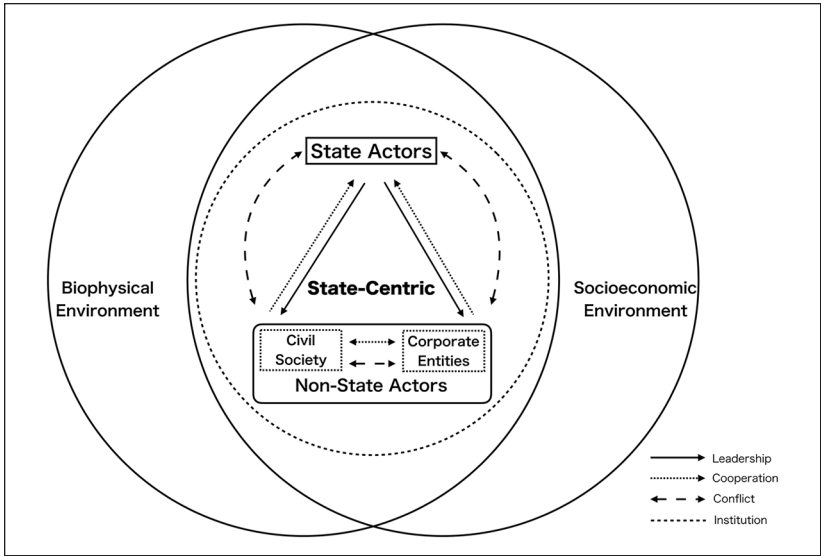 State Actors
State-Centric
Biophysical
Environment
Socioeconomic
Environment
Civil
Society
Corporate
Entities
Non-State Actors
Leadership
Cooperation
Conflict
Institution